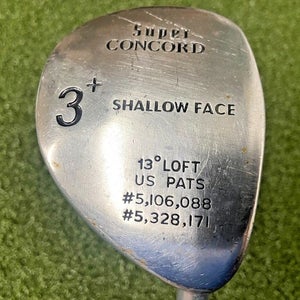 Super
CONCORD
3+ SHALLOW FACE
13° LOFT
US PATS
#5,106,088
#5,328,171